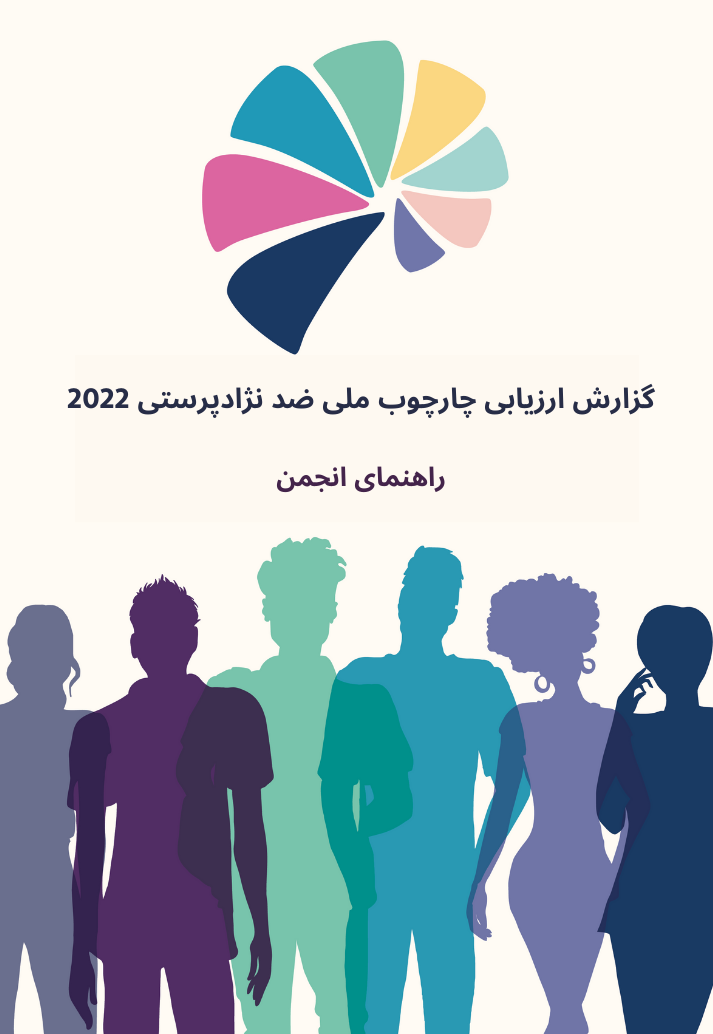 گزارش ارزیابی چارچوب ملی ضد نژادپرستی 2022
راهنمای انجمن